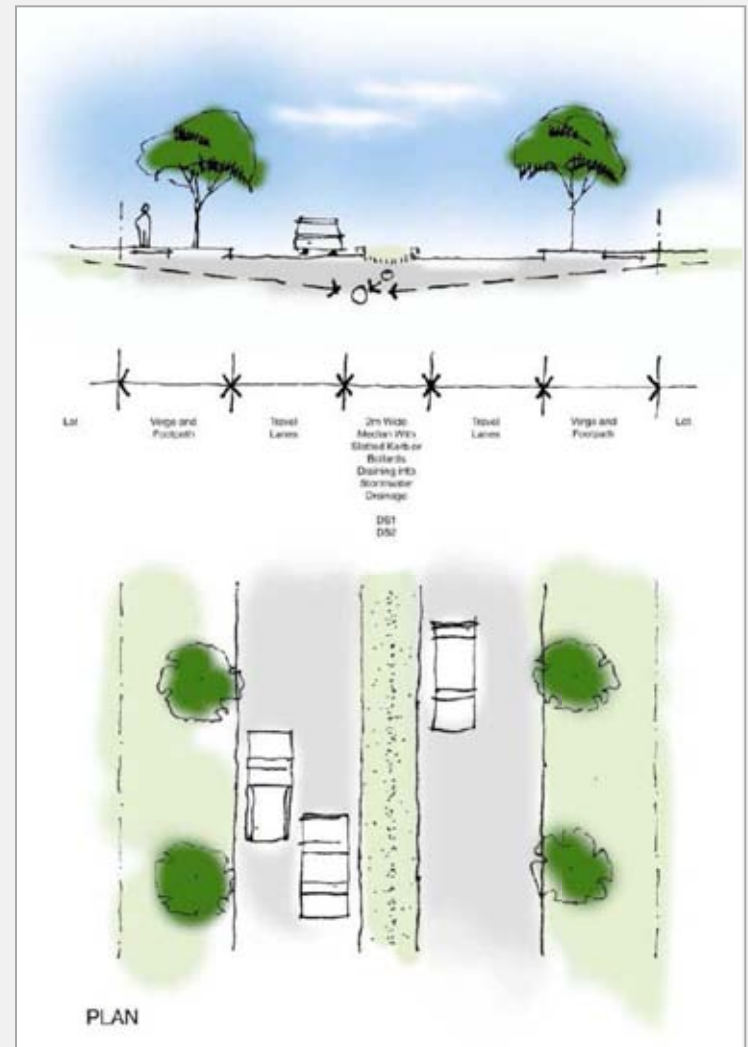 Lot
Verge and
Footpath
Travel
Lanes
2m Wide
Median With
Slotted Kerb or
Bollards
Draining into
Stormwater
Drainage
DS1
DS2
Travel
Lanes
Verge and
Footpath
Lot
PLAN